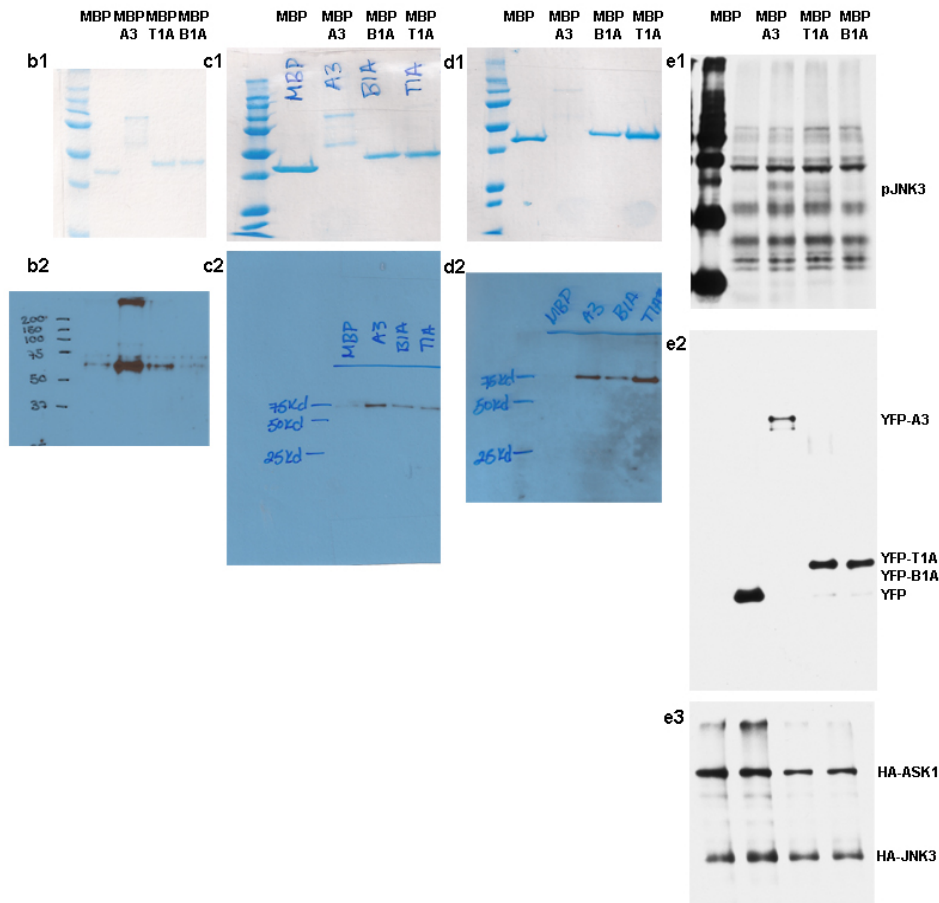 MBP MBP A3 MBP T1A MBP B1A
MBP MBP A3 MBP B1A MBP T1A
MBP MBP A3 MBP B1A MBP T1A
MBP MBP A3 MBP T1A MBP B1A
b1
c1
MBP A3 B1A T1A
d1
e1
pJNK3
b2
200
150
100
75
50
37
c2
MBP A3 B1A T1A
75Kd
50Kd
25Kd
d2
MBP A3 B1A T1A
75Kd
50Kd
25Kd
e2
YFP-A3
YFP-T1A
YFP-B1A
YFP
e3
HA-ASK1
HA-JNK3